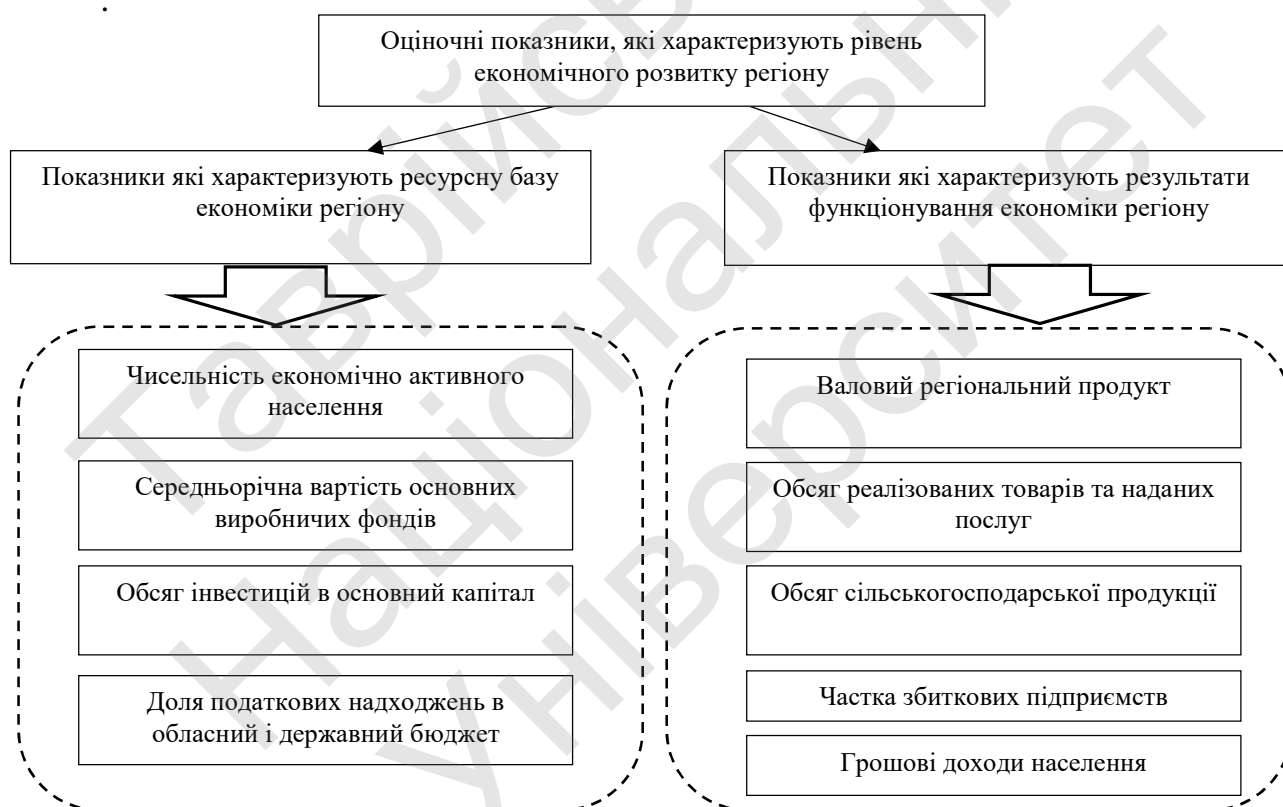 Оціночні показники, які характеризують рівень
економічного розвитку регіону
Показники які характеризують ресурсну базу
економіки регіону
Показники які характеризують результати
функціонування економіки регіону
Чисельність економічно активного
населення
Середньорічна вартість основних
виробничих фондів
Обсяг інвестицій в основний капітал
Доля податкових надходжень в
обласний і державний бюджет
Валовий регіональний продукт
Обсяг реалізованих товарів та наданих
послуг
Обсяг сільськогосподарської продукції
Частка збиткових підприємств
Грошові доходи населення